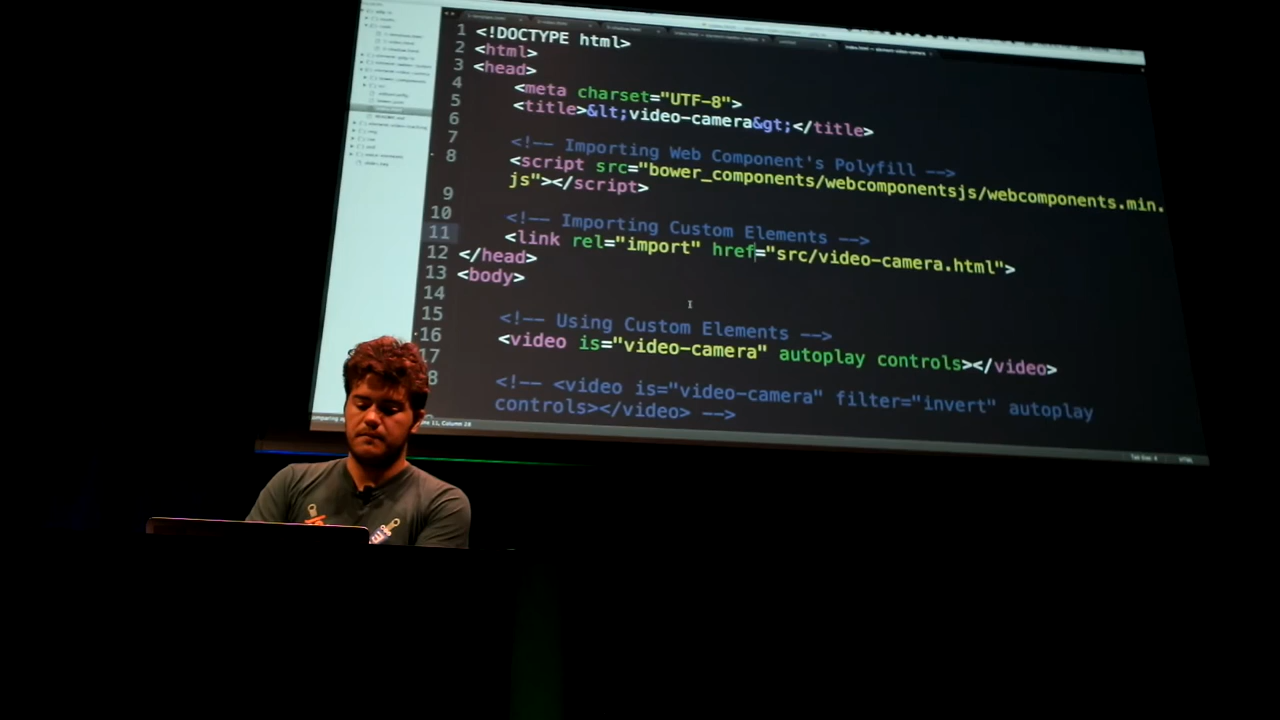 1 <!DOCTYPE html>
2 <html>
3 <head>
4 <meta charset="UTF-8">
5 <title>&lt;video-camera&gt;</title>
6
7 <!-- Importing Web Component's Polyfill -->
8 <script src="bower_components/webcomponentsjs/webcomponents.min.
js"></script>
9
10 <!-- Importing Custom Elements -->
11 <link rel="import" href="src/video-camera.html">
12 </head>
13 <body>
14
15 <!-- Using Custom Elements -->
16 <video is="video-camera" autoplay controls></video>
17
8 <!-- <video is="video-camera" filter="invert" autoplay
controls></video> -->
11, Column 28